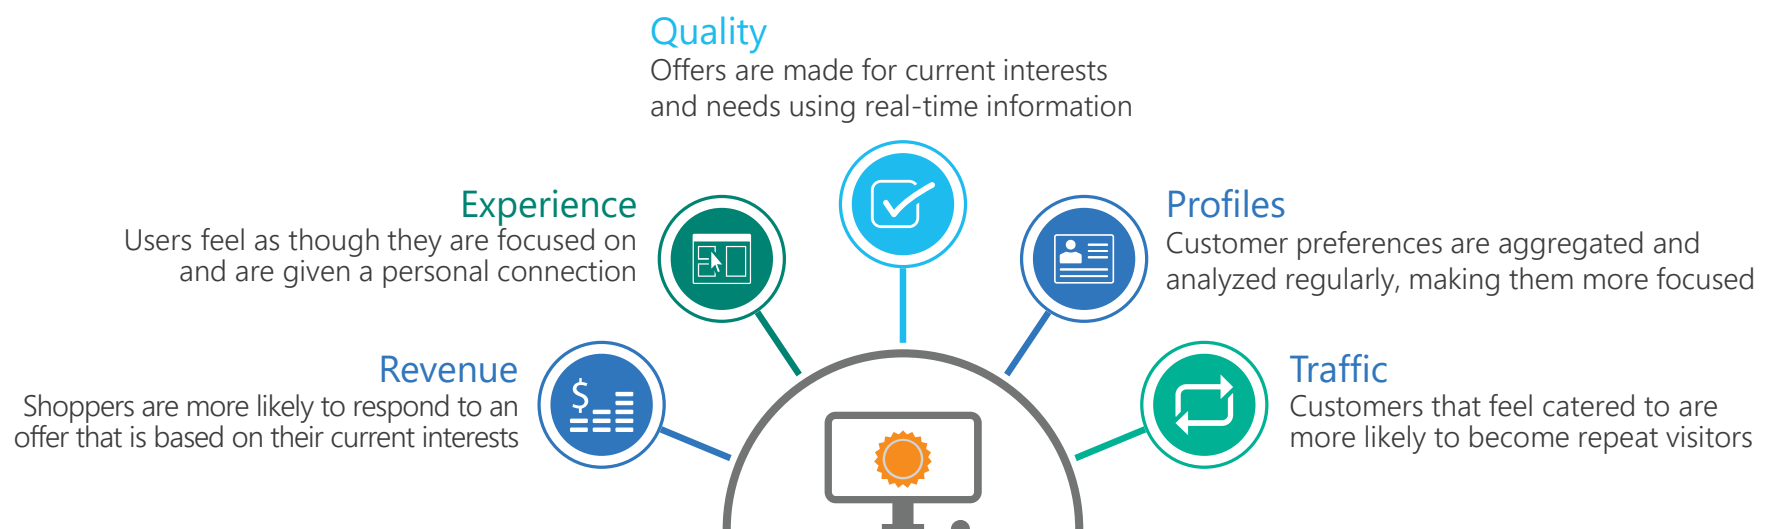 Quality
Offers are made for current interests
and needs using real-time information
Experience
Users feel as though they are focused on
and are given a personal connection
Profiles
Customer preferences are aggregated and
analyzed regularly, making them more focused
Revenue
Shoppers are more likely to respond to an
offer that is based on their current interests
$
Traffic
Customers that feel catered to are
more likely to become repeat visitors